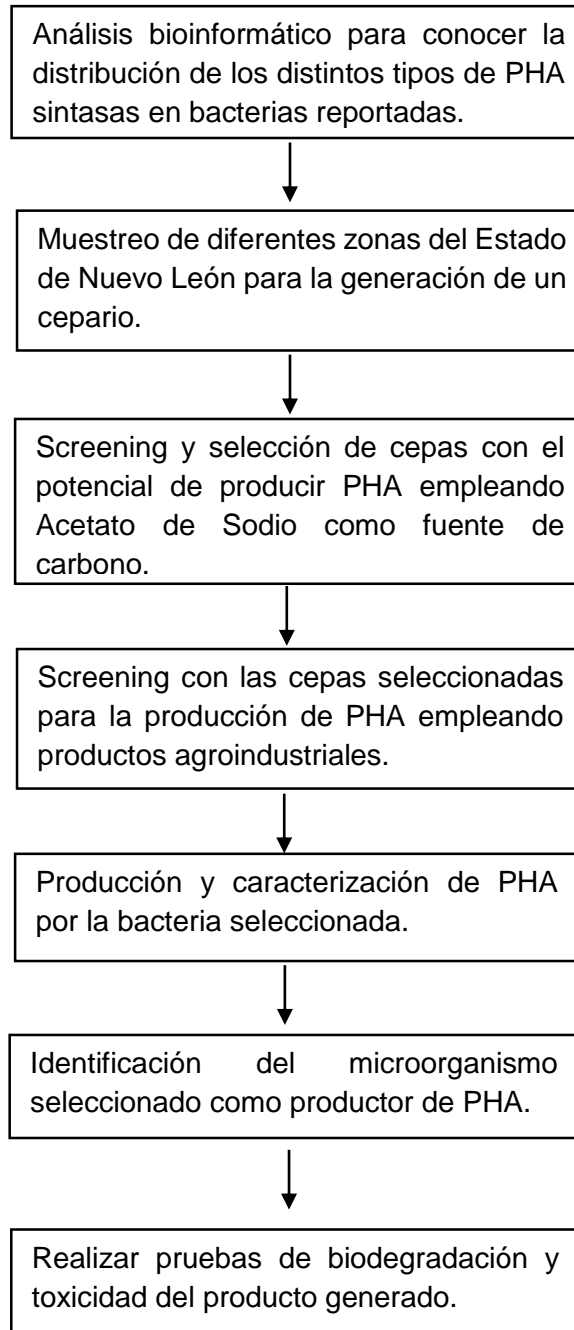 Análisis bioinformático para conocer la
distribución de los distintos tipos de PHA
sintasas en bacterias reportadas.
Muestreo de diferentes zonas del Estado
de Nuevo León para la generación de un
cepario.
Screening y selección de cepas con el
potencial de producir PHA empleando
Acetato de Sodio como fuente de
carbono.
Screening con las cepas seleccionadas
para la producción de PHA empleando
productos agroindustriales.
Producción y caracterización de PHA
por la bacteria seleccionada.
Identificación del microorganismo
seleccionado como productor de PHA.
Realizar pruebas de biodegradación y
toxicidad del producto generado.